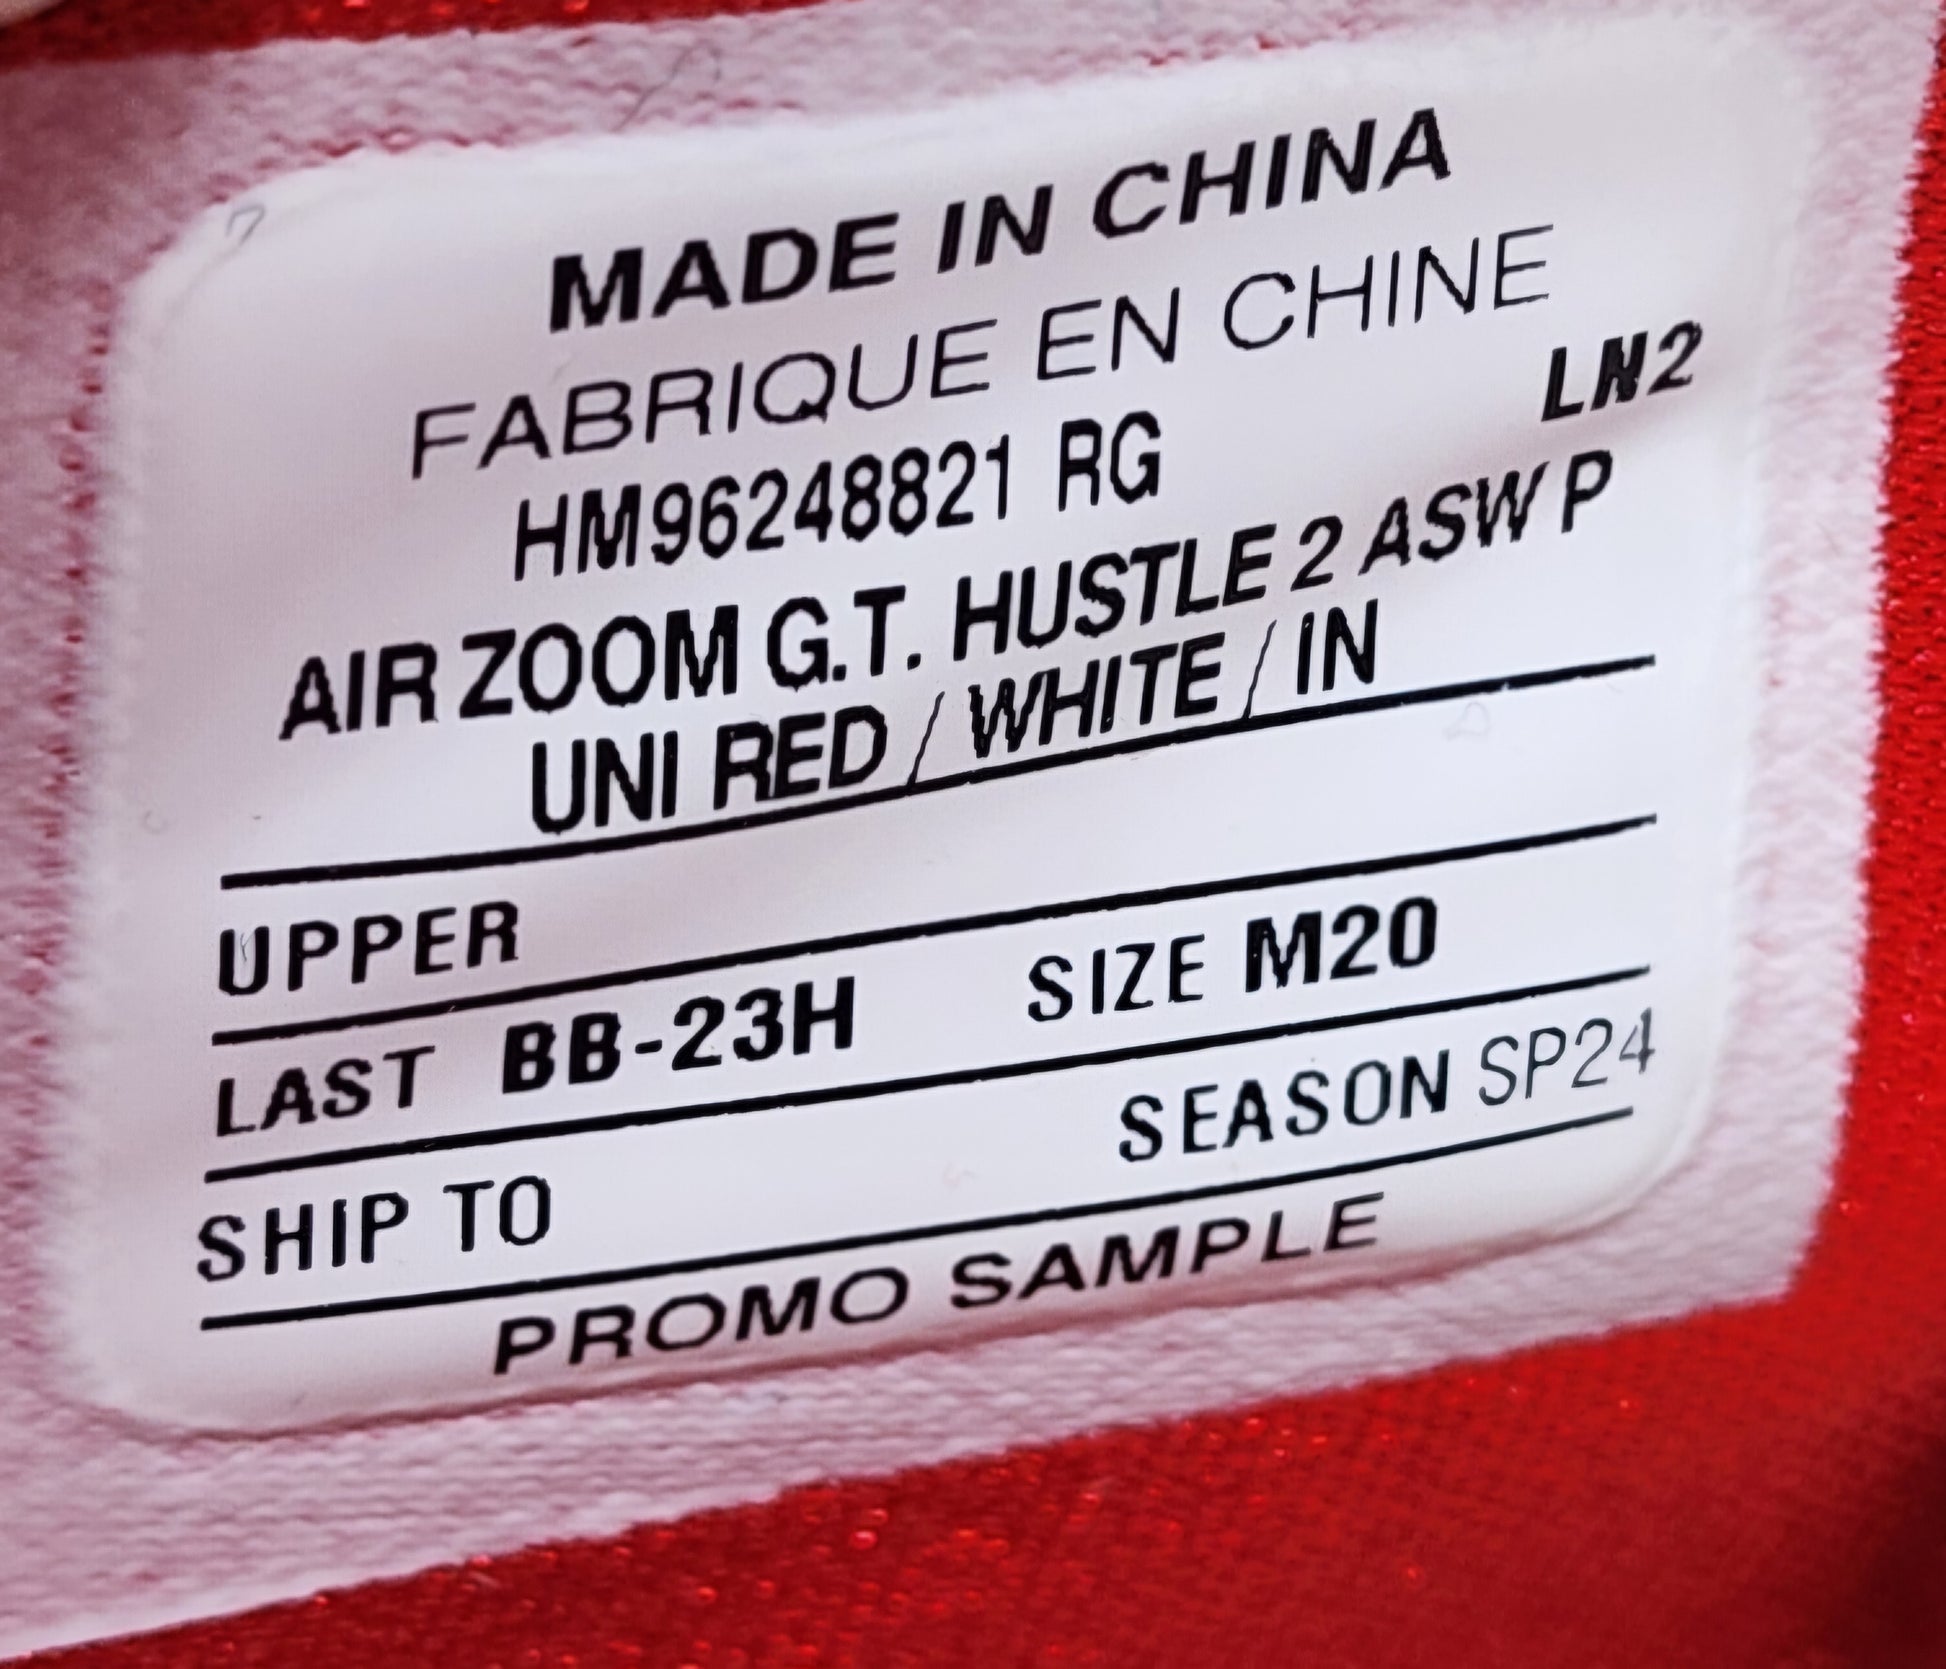 MADE IN CHINA
FABRIQUE EN CHINE
LN2
HM96248821 RG
AIR ZOOM G.T. HUSTLE 2 ASW P
UNI RED / WHITE / IN
UPPER
LAST BB-23H SIZE M20
SHIP TO SEASON SP24
PROMO SAMPLE